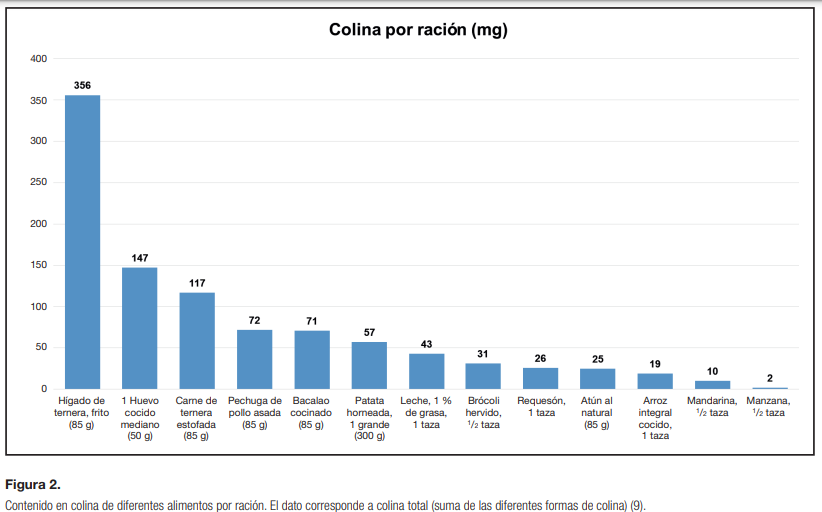 Colina por ración (mg)
400
350
300
250
200
150
100
50
0
356
147
117
72
71
57
43
31
26
25
19
10
2
Hígado de
ternera, frito
(85 g)
1 Huevo
cocido
mediano
(50 g)
Carne de
ternera
estofada
(85 g)
Pechuga de
pollo asada
(85 g)
Bacalao
cocinado
(85 g)
Patata
horneada,
1 grande
(300 g)
Leche, 1 %
de grasa,
1 taza
Brócoli
hervido,
1/2 taza
Requesón,
1 taza
Atún al
natural
(85 g)
Arroz
integral
cocido,
1 taza
Mandarina,
1/2 taza
Manzana,
1/2 taza
Figura 2.
Contenido en colina de diferentes alimentos por ración. El dato corresponde a colina total (suma de las diferentes formas de colina) (9).